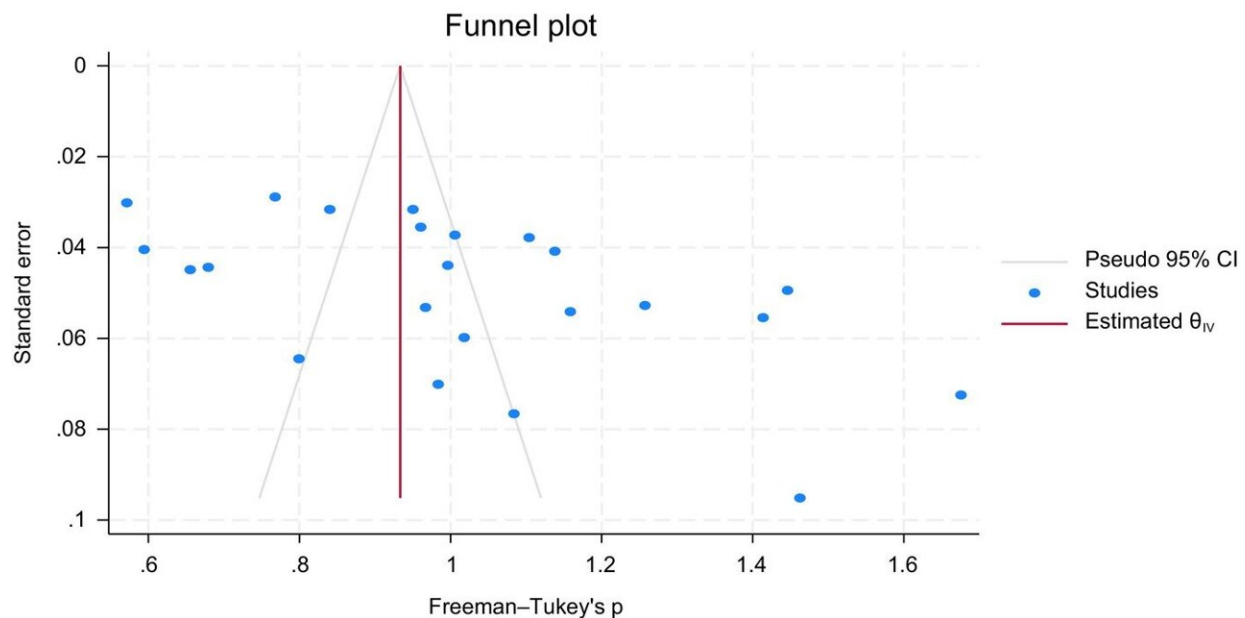 Funnel plot
0
.02
.04
.06
.08
.1
Standard error
.6
.8
1
1.2
1.4
1.6
Freeman–Tukey's p
Pseudo 95% CI
Studies
Estimated θIV